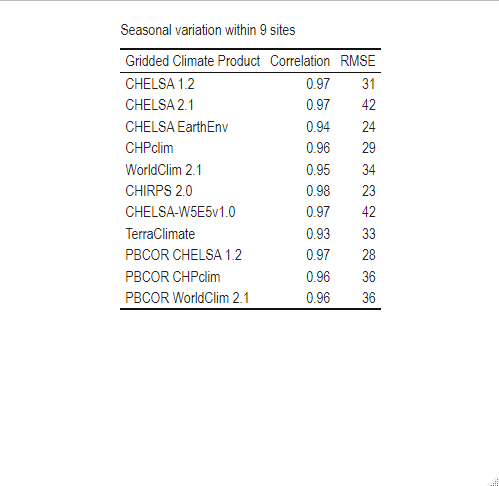 Seasonal variation within 9 sites
Gridded Climate Product Correlation RMSE
CHELSA 1.2 0.97 31
CHELSA 2.1 0.97 42
CHELSA EarthEnv 0.94 24
CHPclim 0.96 29
WorldClim 2.1 0.95 34
CHIRPS 2.0 0.98 23
CHELSA-W5E5v1.0 0.97 42
TerraClimate 0.93 33
PBCOR CHELSA 1.2 0.97 28
PBCOR CHPclim 0.96 36
PBCOR WorldClim 2.1 0.96 36